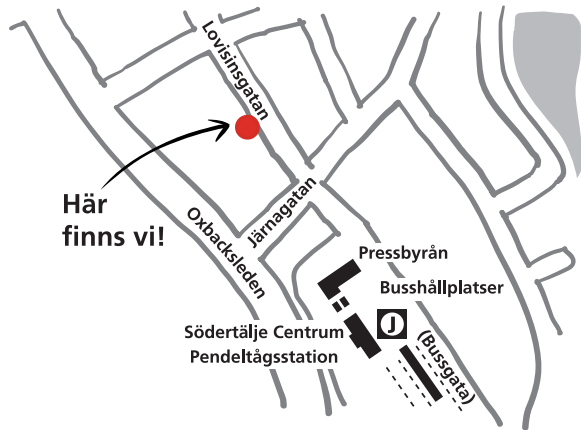 Lovisinsgatan
Här
finns vi!
Järnagatan
Oxbacksleden
Pressbyrån
Busshållplatser
Södertälje Centrum
Pendeltågsstation
J
(Bussgata)